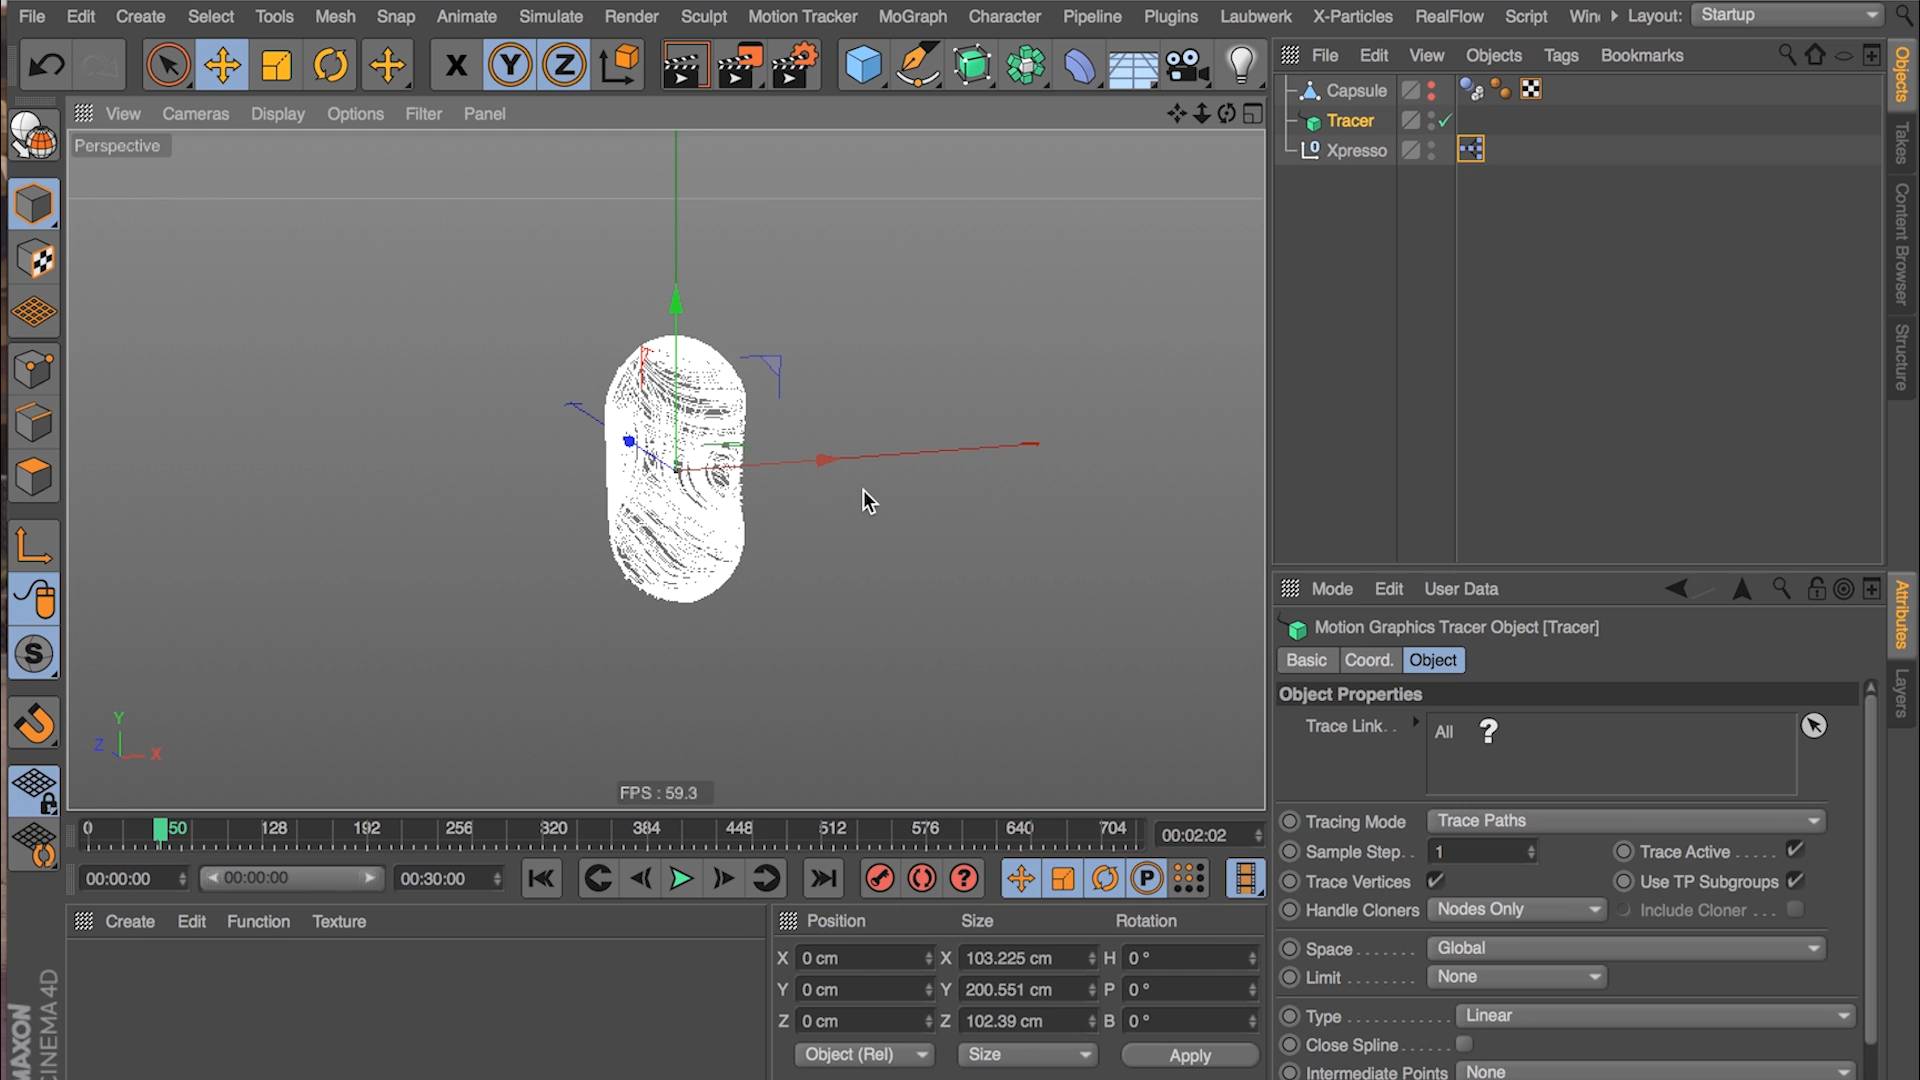 File Edit Create Select Tools Mesh Snap Animate Simulate Render Sculpt Motion Tracker MoGraph Character Pipeline Plugins Laubwerk X-Particles RealFlow Script Layout: Startup
X Y Z
File Edit View Objects Tags Bookmarks
View Cameras Display Options Filter Panel
Perspective
Capsule
Tracer
Xpresso
Objects
Takes
Content Browser
Structure
Y
Z
X
FPS : 59.3
0 50 128 192 256 320 384 448 512 576 640 704 00:02:02
00:00:00 00:00:00 00:30:00
P
Create Edit Function Texture
Position Size Rotation
X 0 cm X 103.225 cm H 0 °
Y 0 cm Y 200.551 cm P 0 °
Z 0 cm Z 102.39 cm B 0 °
Object (Rel) Size Apply
Mode Edit User Data
Motion Graphics Tracer Object [Tracer]
Basic Coord. Object
Object Properties
Trace Link. . All ?
Tracing Mode Trace Paths
Sample Step. . 1 Trace Active . . . . .
Trace Vertices Use TP Subgroups
Handle Cloners Nodes Only Include Cloner . . .
Space . . . . . . . Global
Limit . . . . . . . . None
Type . . . . . . . . . . . Linear
Close Spline . . . . . .
Intermediate Points None
Attributes
Layers
MAXON
CINEMA 4D